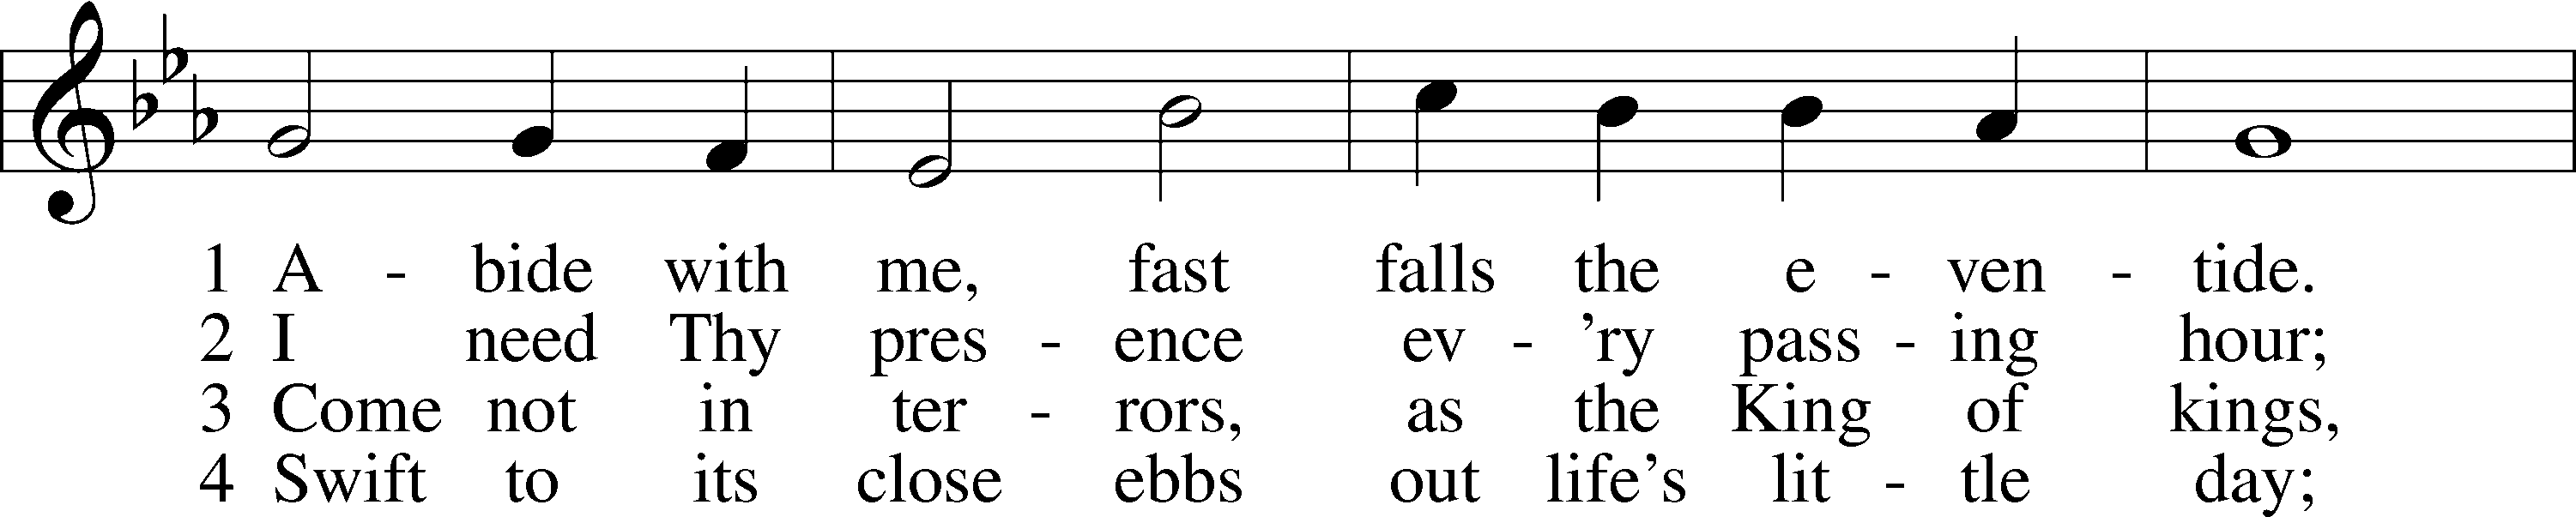 1 A - bide with me, fast falls the e - ven - tide.
2 I need Thy pres - ence ev - ’ry pass - ing hour;
3 Come not in ter - rors, as the King of kings,
4 Swift to its close ebbs out life’s lit - tle day;